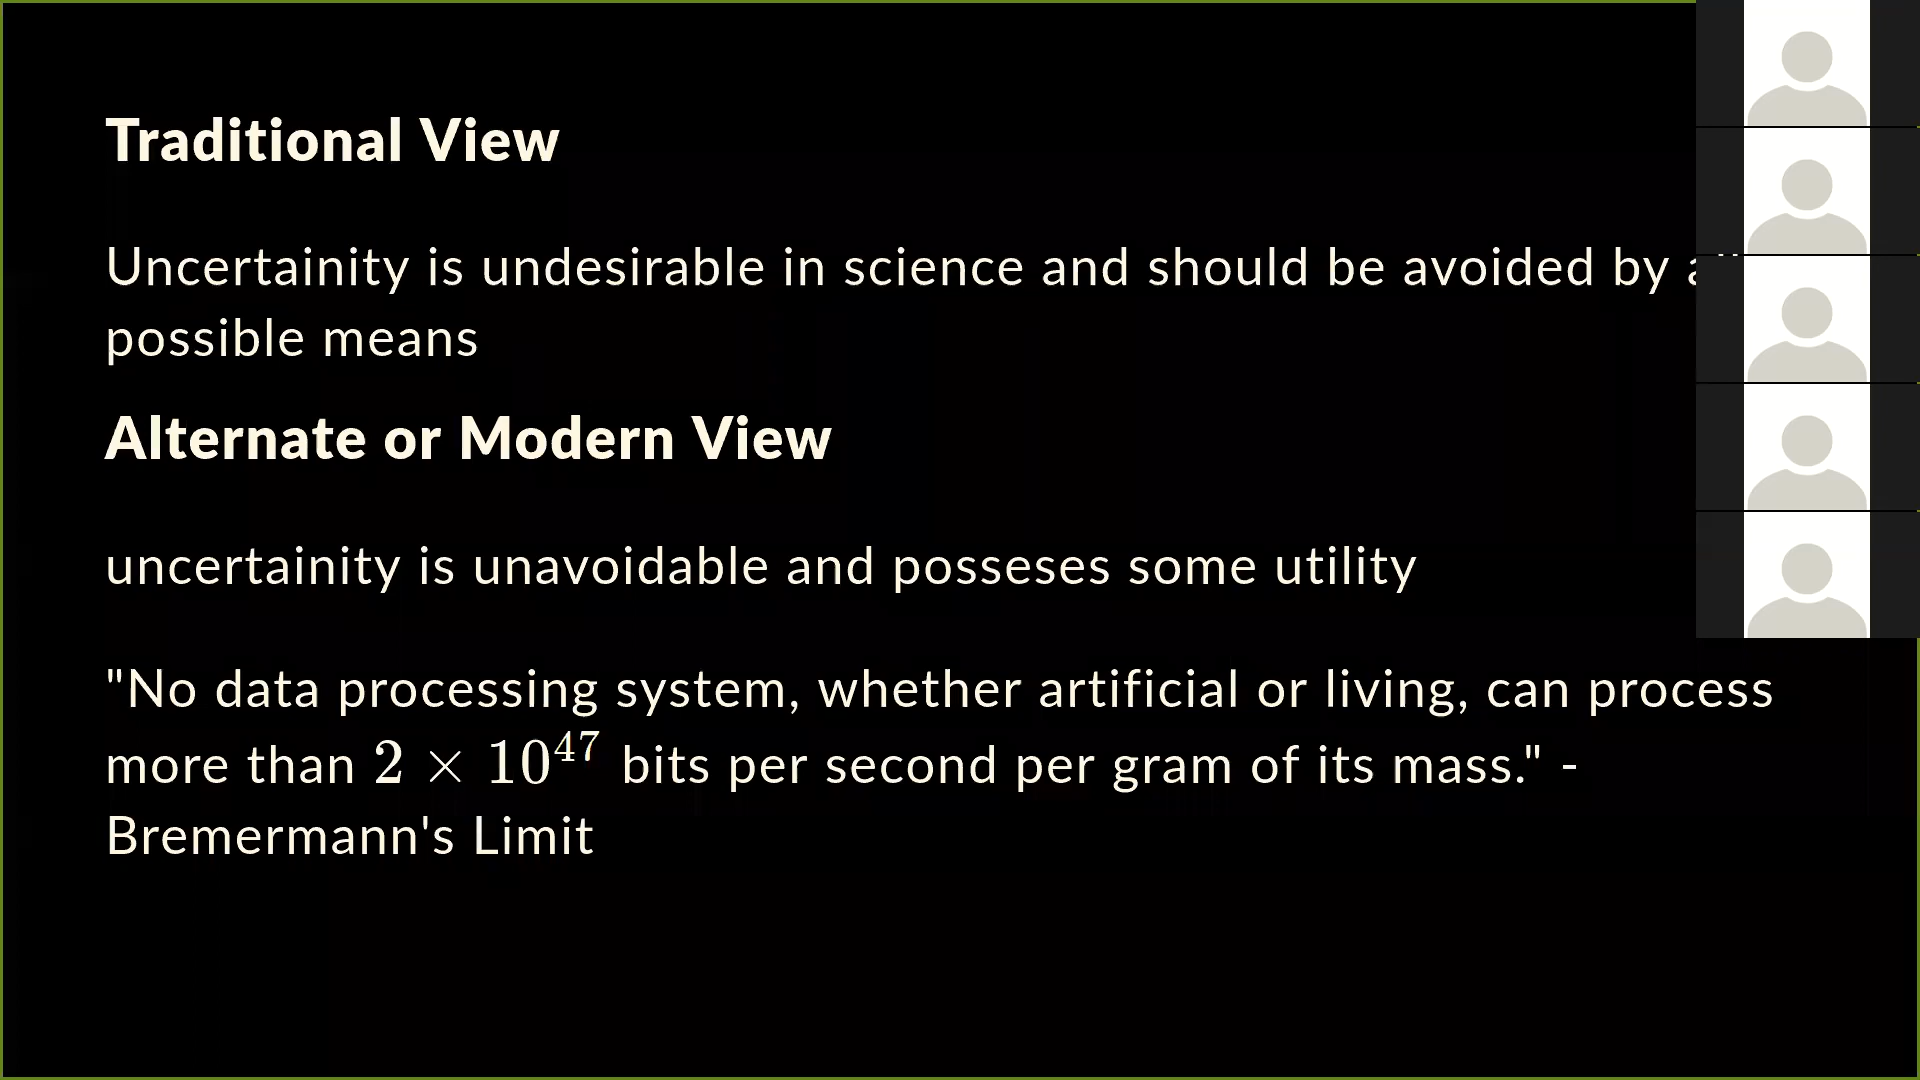 Traditional View
Uncertainity is undesirable in science and should be avoided by
possible means
Alternate or Modern View
uncertainity is unavoidable and posseses some utility
"No data processing system, whether artificial or living, can process
more than 2 × 10^47 bits per second per gram of its mass." -
Bremermann's Limit